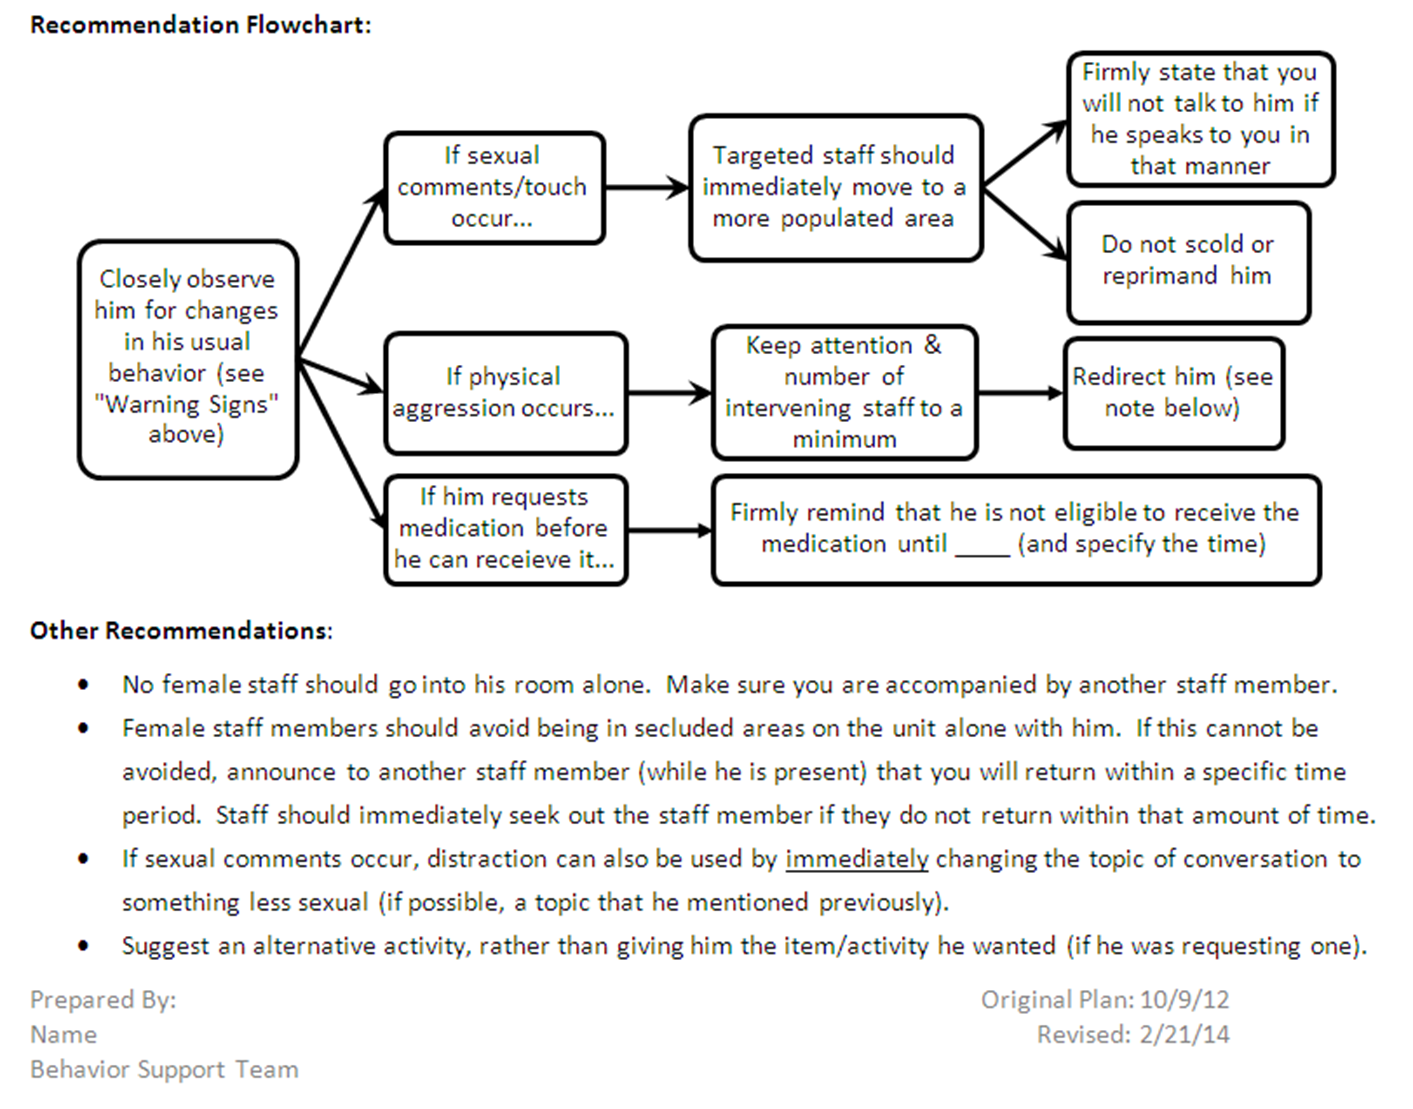 Recommendation Flowchart:
Closely observe
him for changes
in his usual
behavior (see
"Warning Signs"
above)
If sexual
comments/touch
occur...
Targeted staff should
immediately move to a
more populated area
Firmly state that you
will not talk to him if
he speaks to you in
that manner
Do not scold or
reprimand him
If physical
aggression occurs...
Keep attention &
number of
intervening staff to a
minimum
Redirect him (see
note below)
If him requests
medication before
he can receieve it...
Firmly remind that he is not eligible to receive the
medication until ____ (and specify the time)
Other Recommendations:
• No female staff should go into his room alone.  Make sure you are accompanied by another staff member.
• Female staff members should avoid being in secluded areas on the unit alone with him.  If this cannot be
avoided, announce to another staff member (while he is present) that you will return within a specific time
period.  Staff should immediately seek out the staff member if they do not return within that amount of time.
• If sexual comments occur, distraction can also be used by immediately changing the topic of conversation to
something less sexual (if possible, a topic that he mentioned previously).
• Suggest an alternative activity, rather than giving him the item/activity he wanted (if he was requesting one).
Prepared By:
Name
Behavior Support Team
Original Plan: 10/9/12
Revised: 2/21/14